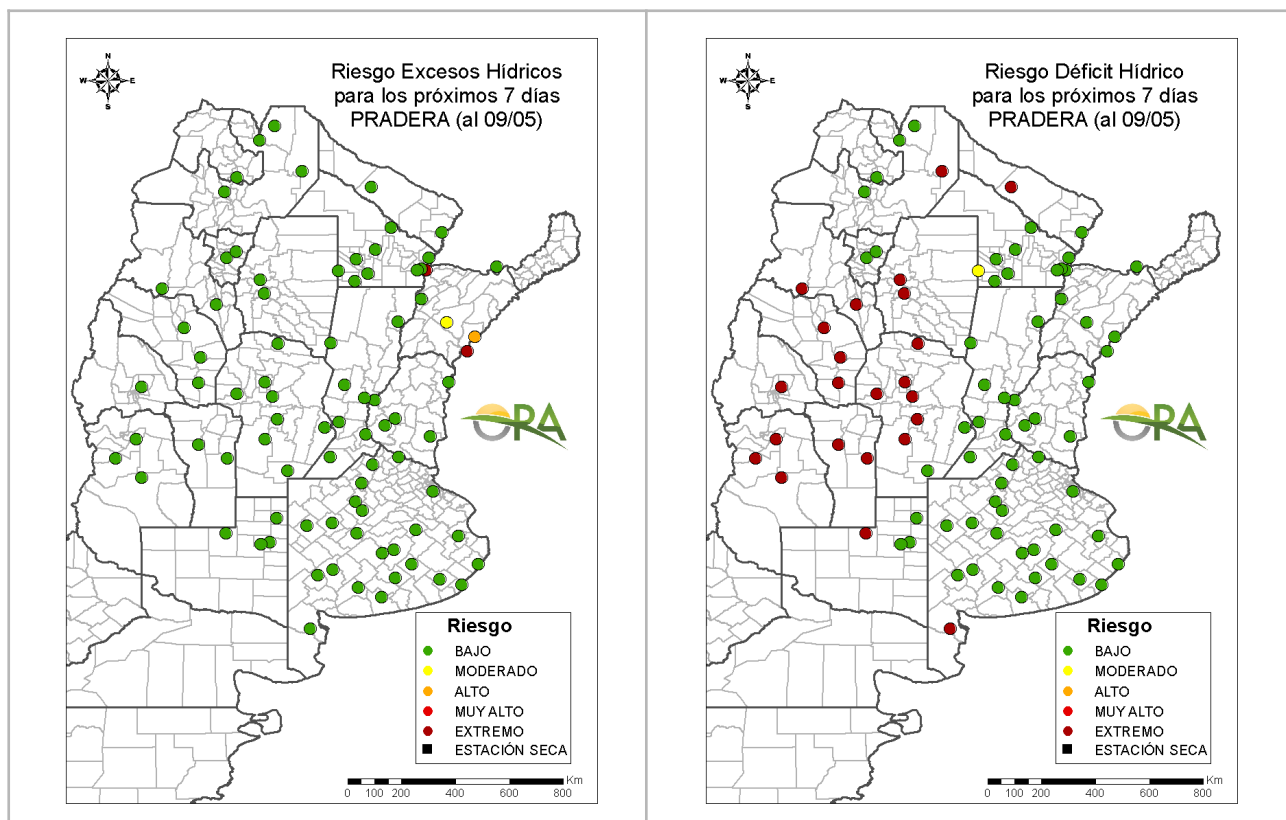 N
W E
S
Riesgo Excesos Hídricos
para los próximos 7 días
PRADERA (al 09/05)
ORA
Riesgo
BAJO
MODERADO
ALTO
MUY ALTO
EXTREMO
ESTACIÓN SECA
Km
0 100 200 400 600 800
N
W E
S
Riesgo Déficit Hídrico
para los próximos 7 días
PRADERA (al 09/05)
ORA
Riesgo
BAJO
MODERADO
ALTO
MUY ALTO
EXTREMO
ESTACIÓN SECA
Km
0 100 200 400 600 800